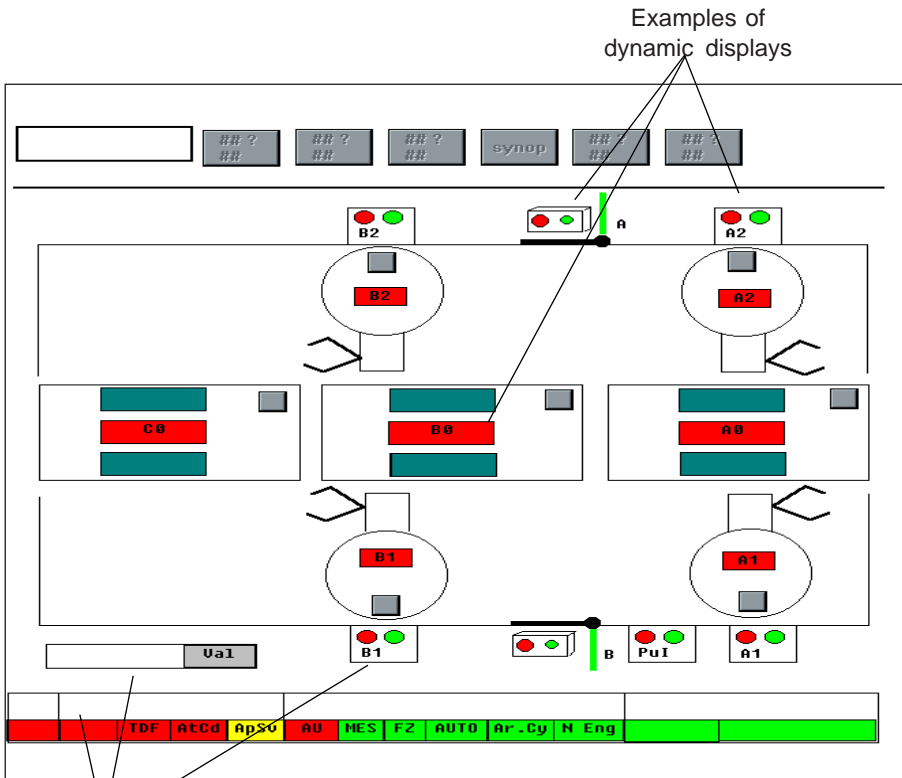 Examples of
dynamic displays
## ? ## ? ## ? synop ## ? ## ?
## ## ## ## ##
B2 A A2
B2 A2
C0 B0 A0
B1 A1
Val B1 B PuI A1
TDF AtCd ApSv AU MES FZ AUTO Ar.Cy N Eng